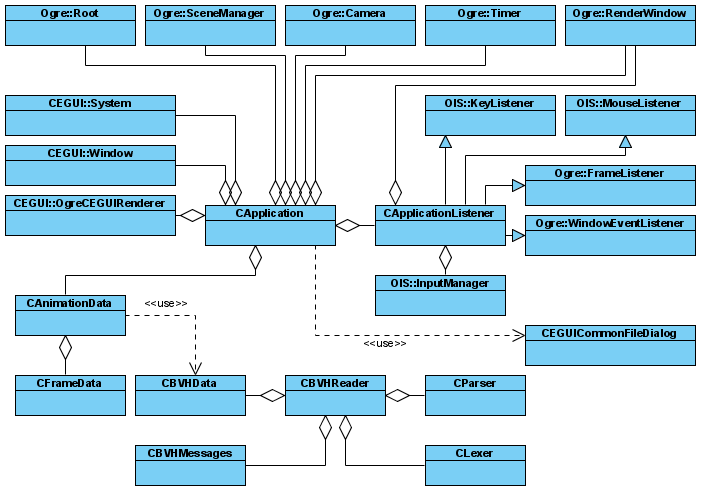 Ogre::Root
Ogre::SceneManager
Ogre::Camera
Ogre::Timer
Ogre::RenderWindow
CEGUI::System
OIS::KeyListener
OIS::MouseListener
CEGUI::Window
Ogre::FrameListener
CEGUI::OgreCEGUIRenderer
CApplication
CApplicationListener
Ogre::WindowEventListener
OIS::InputManager
CAnimationData
<<use>>
CEGUICommonFileDialog
<<use>>
CFrameData
CBVHData
CBVHReader
CParser
CBVHMessages
CLexer